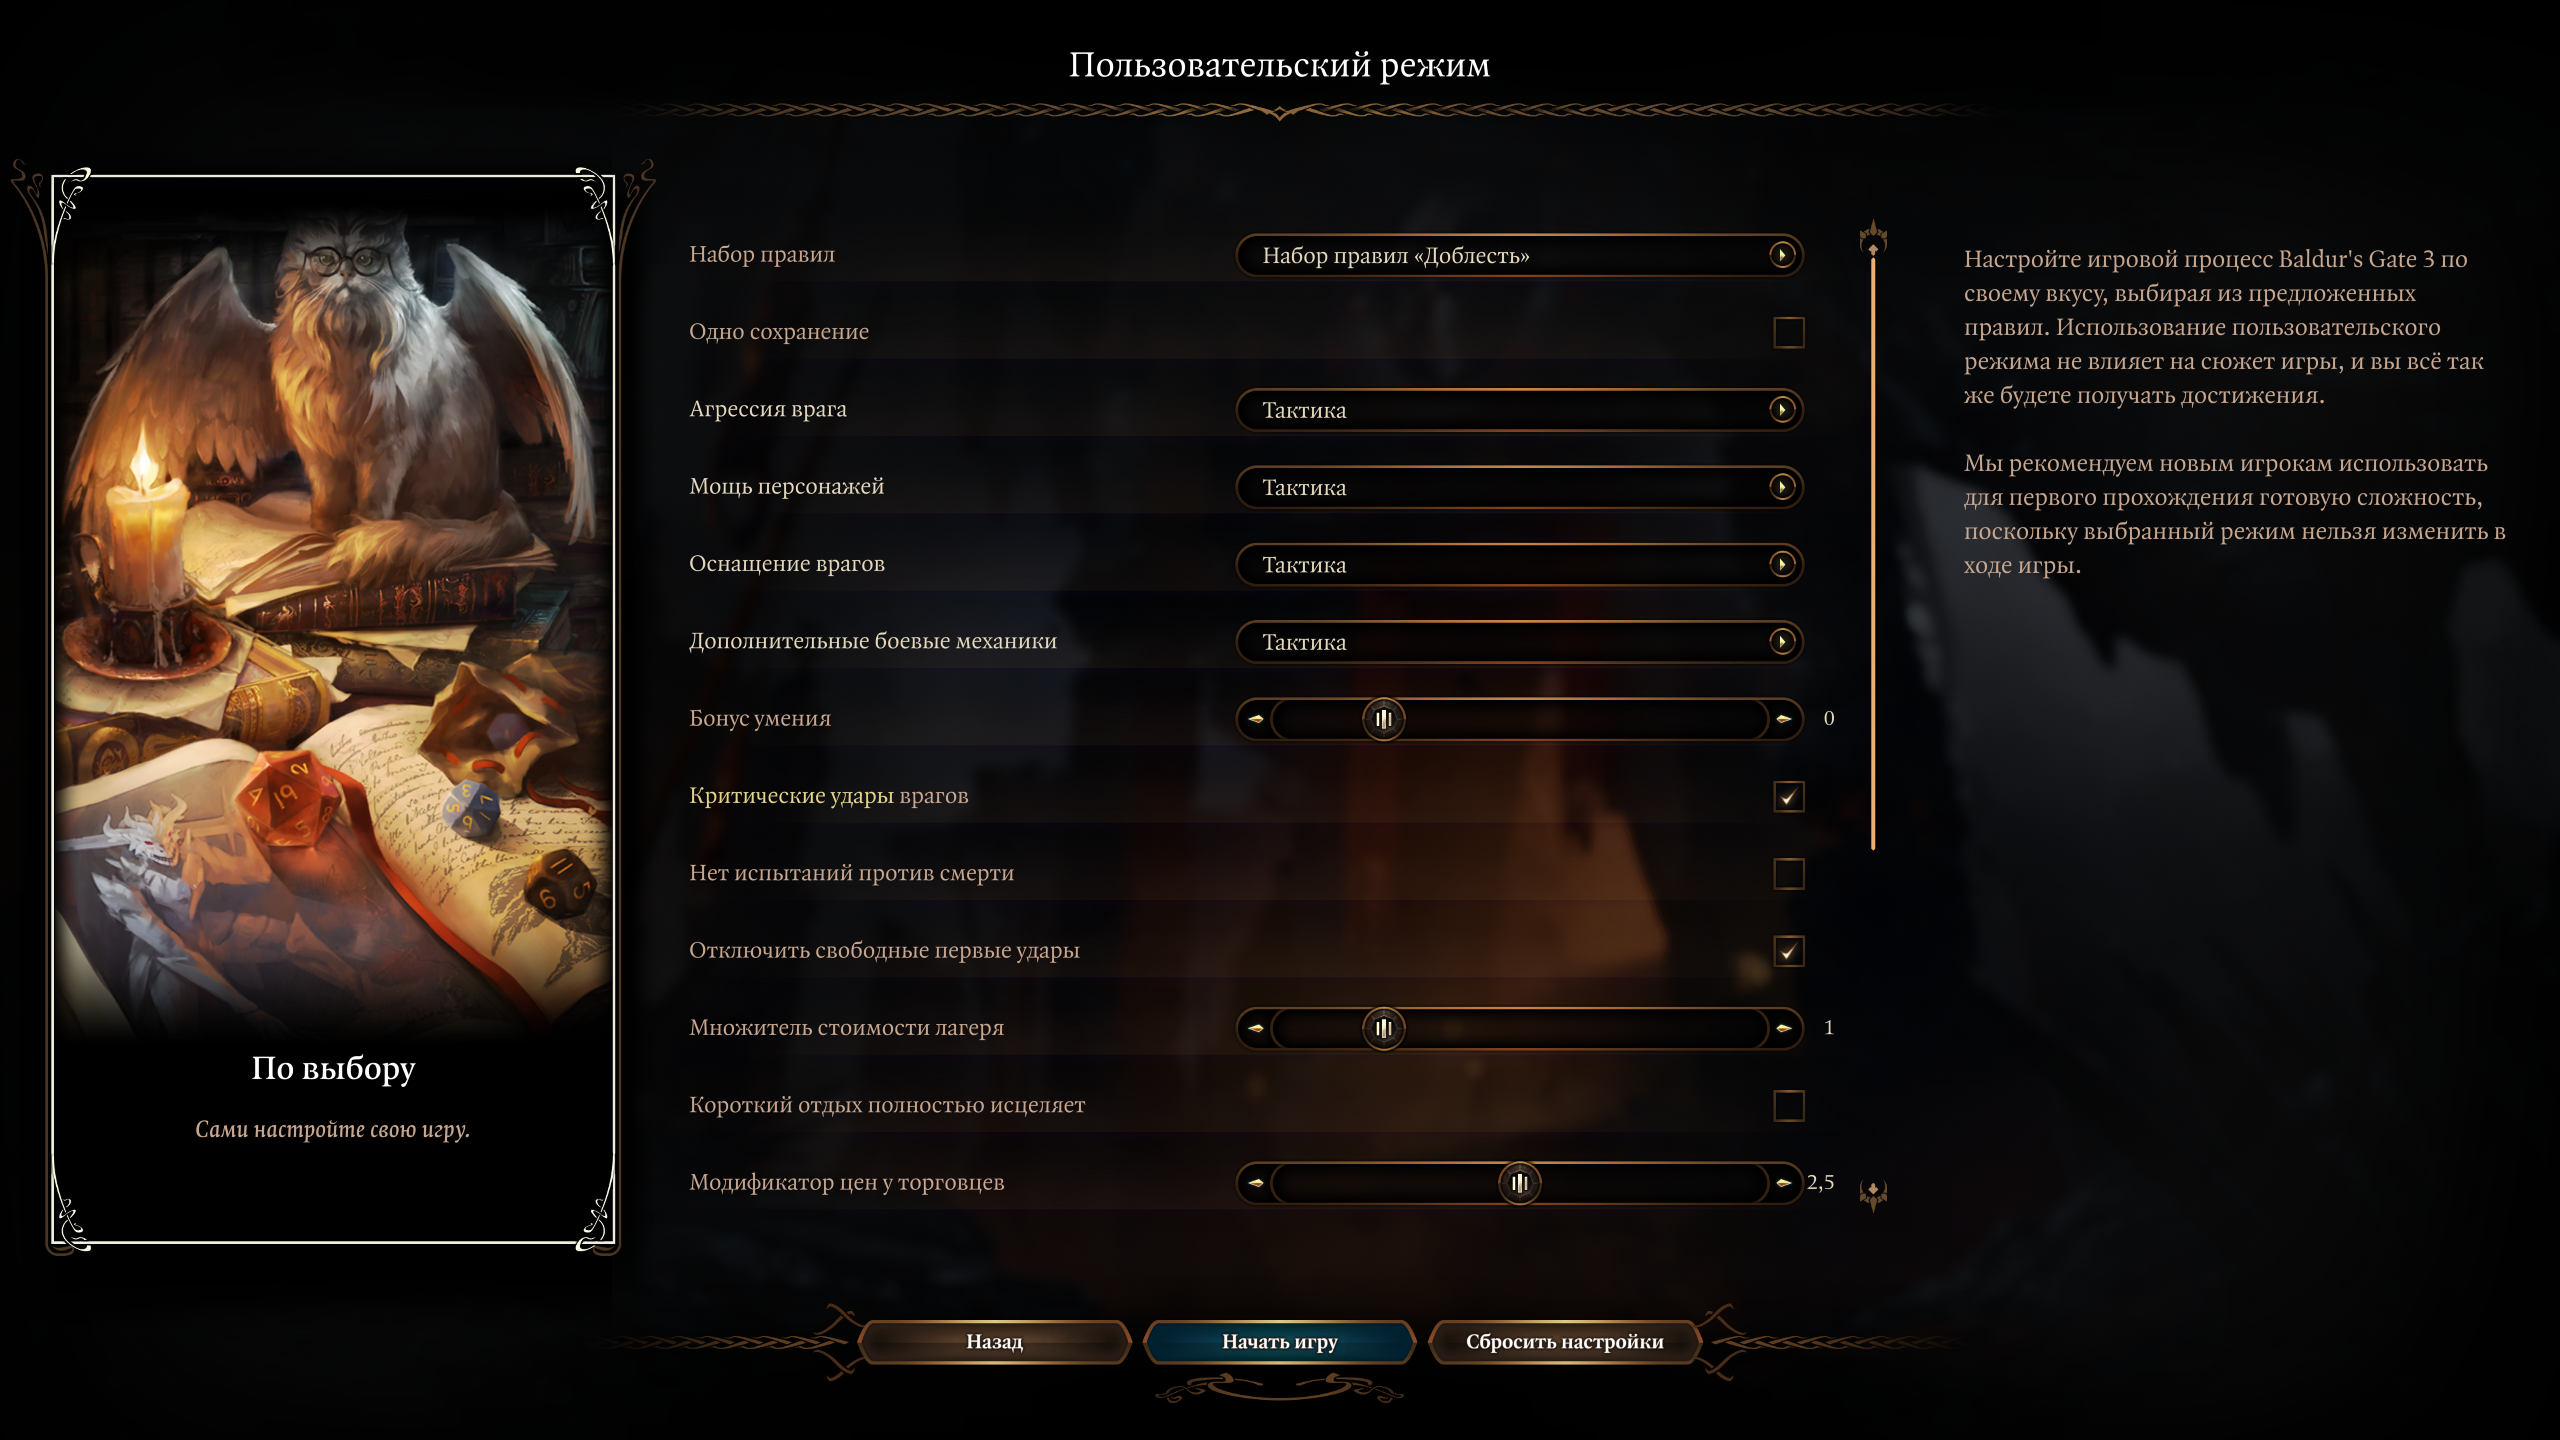 Пользовательский режим
Набор правил
Набор правил «Доблесть»
Одно сохранение
Агрессия врага
Тактика
Мощь персонажей
Тактика
Оснащение врагов
Тактика
Дополнительные боевые механики
Тактика
Бонус умения
0
Критические удары врагов
Нет испытаний против смерти
Отключить свободные первые удары
Множитель стоимости лагеря
1
Короткий отдых полностью исцеляет
Модификатор цен у торговцев
2,5
Настройте игровой процесс Baldur's Gate 3 по
своему вкусу, выбирая из предложенных
правил. Использование пользовательского
режима не влияет на сюжет игры, и вы всё так
же будете получать достижения.
Мы рекомендуем новым игрокам использовать
для первого прохождения готовую сложность,
поскольку выбранный режим нельзя изменить в
ходе игры.
По выбору
Сами настройте свою игру.
Назад
Начать игру
Сбросить настройки